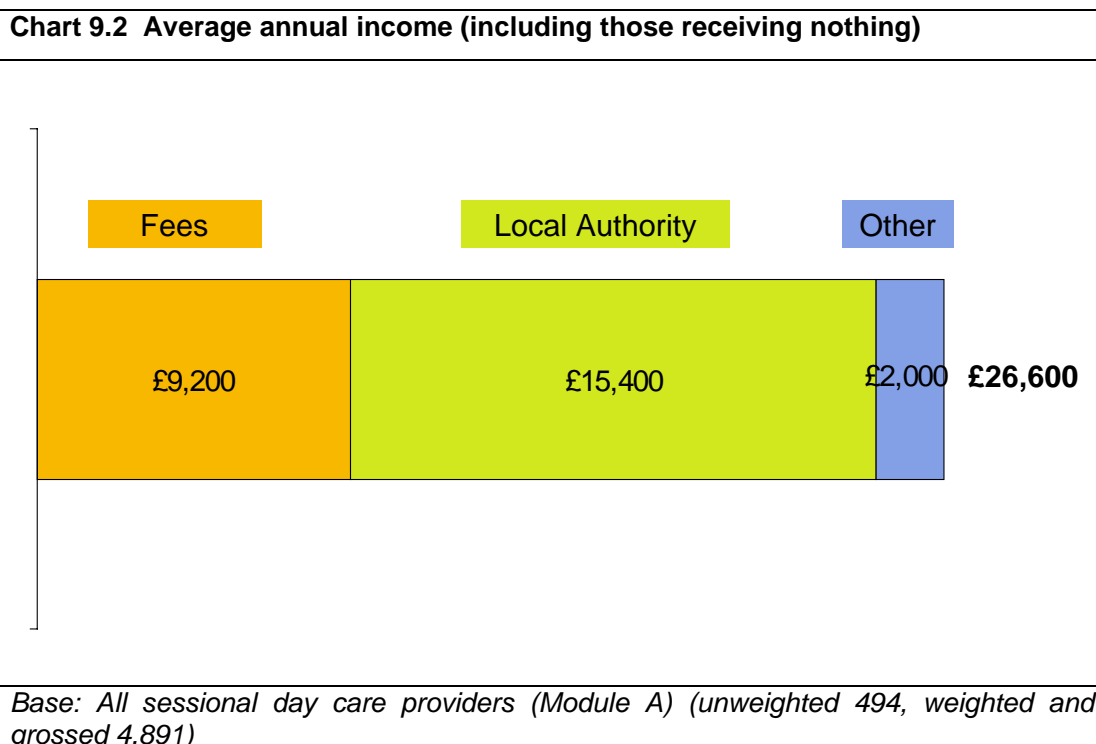 Chart 9.2 Average annual income (including those receiving nothing)
Fees Local Authority Other
£9,200 £15,400 £2,000 £26,600
Base: All sessional day care providers (Module A) (unweighted 494, weighted and
grossed 4,891)